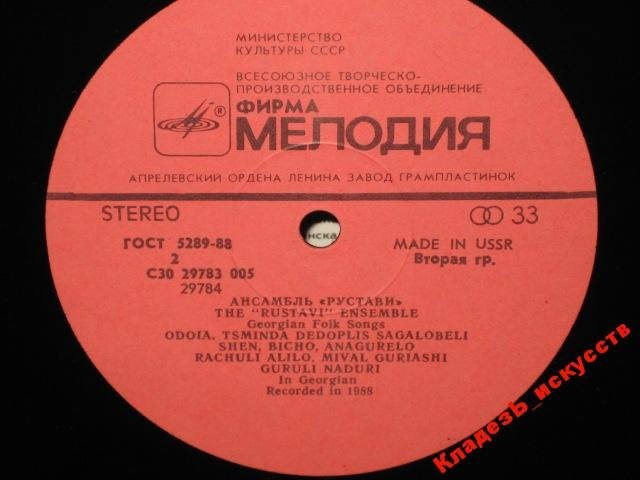 МИНИСТЕРСТВО
КУЛЬТУРЫ СССР
ВСЕСОЮЗНОЕ ТВОРЧЕСКО-
ПРОИЗВОДСТВЕННОЕ ОБЪЕДИНЕНИЕ
ФИРМА
МЕЛОДИЯ
®
АПРЕЛЕВСКИЙ ОРДЕНА ЛЕНИНА ЗАВОД ГРАМПЛАСТИНОК
STEREO
33
ГОСТ 5289-88
2
С30 29783 005
29784
нска
MADE IN USSR
Вторая гр.
АНСАМБЛЬ «РУСТАВИ»
THE "RUSTAVI" ENSEMBLE
Georgian Folk Songs
ODOIA, TSMINDA DEDOPLIS SAGALOBELI
SHEN, BICHO, ANAGURELO
RACHULI ALILO, MIVAL GURIASHI
GURULI NADURI
In Georgian
Recorded in 1988
Кладезь_искусств